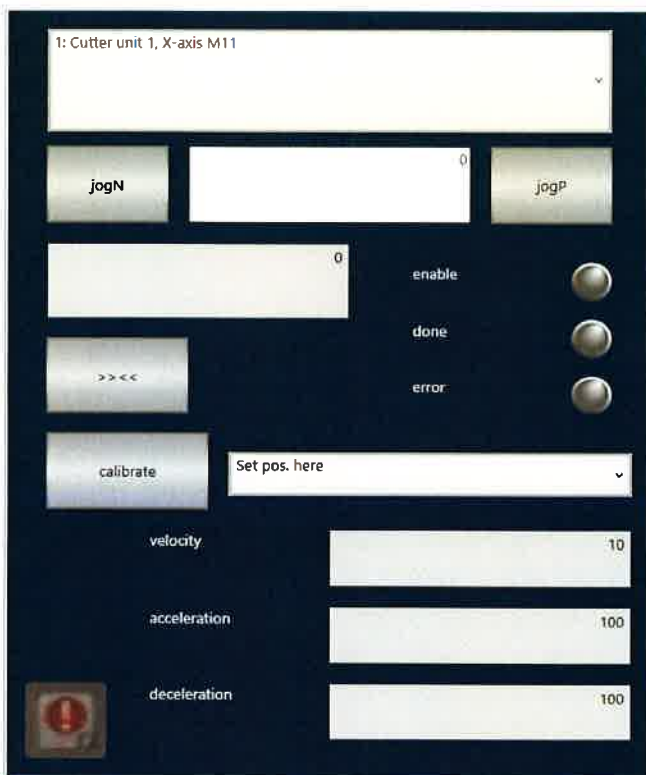 1: Cutter unit 1, X-axis M11
jogN
0
jogP
0
enable
done
>><<
error
calibrate
Set pos. here
velocity
10
acceleration
100
deceleration
100